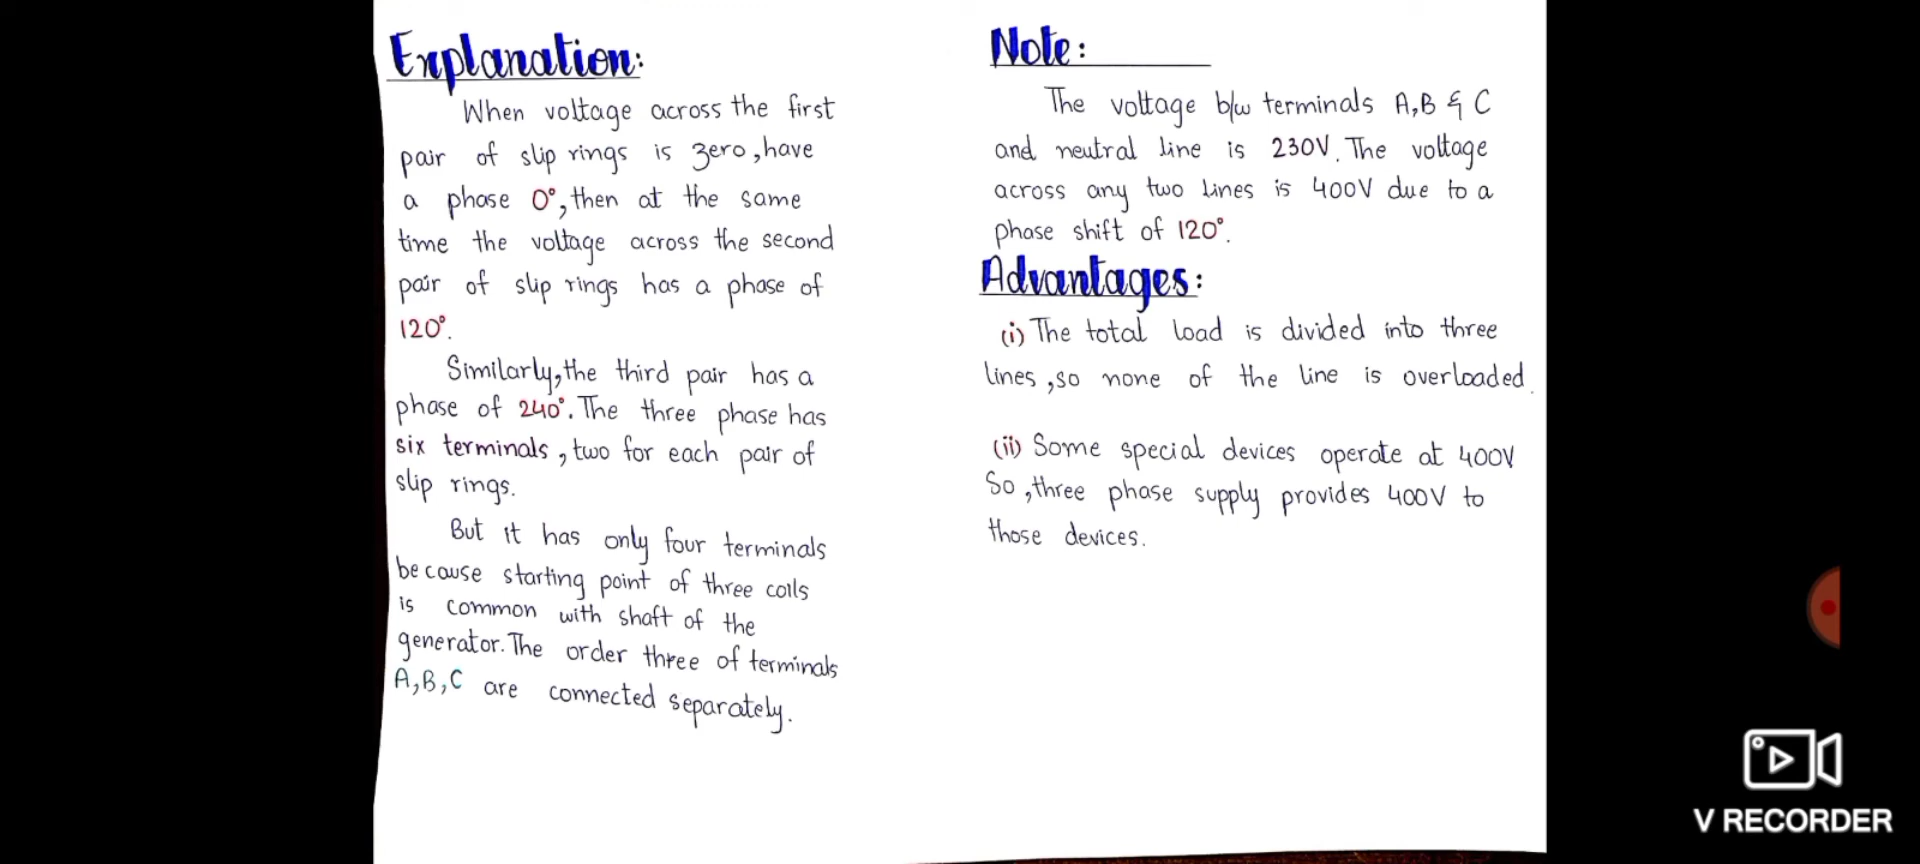 Explanation:
When voltage across the first
pair of slip rings is zero, have
a phase 0°, then at the same
time the voltage across the second
pair of slip rings has a phase of
120°.
Similarly, the third pair has a
phase of 240°. The three phase has
six terminals, two for each pair of
slip rings.
But it has only four terminals
because starting point of three coils
is common with shaft of the
generator. The order three of terminals
A, B, C are connected separately.
Note:
The voltage b/w terminals A, B & C
and neutral line is 230V. The voltage
across any two lines is 400V due to a
phase shift of 120°.
Advantages:
(i) The total load is divided into three
lines, so none of the line is overloaded.
(ii) Some special devices operate at 400V
So, three phase supply provides 400V to
those devices.
V RECORDER